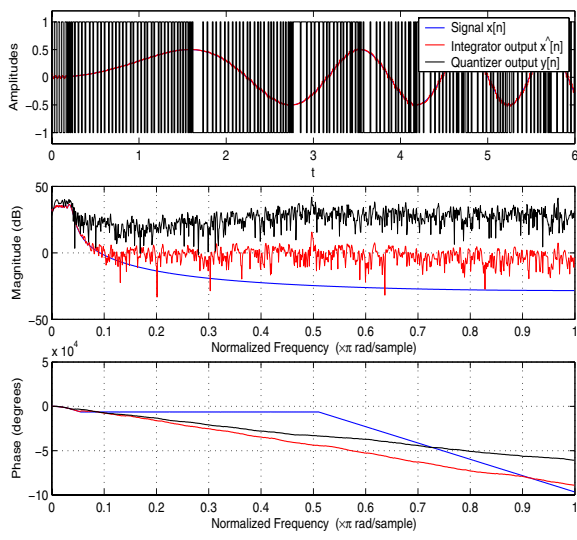 1
0.5
0
−0.5
−1
Amplitudes
Signal x[n]
Integrator output x^[n]
Quantizer output y[n]
0 1 2 3 4 5 6
t
50
0
−50
Magnitude (dB)
0 0.1 0.2 0.3 0.4 0.5 0.6 0.7 0.8 0.9 1
Normalized Frequency (×π rad/sample)
x 10^4
5
0
−5
−10
Phase (degrees)
0 0.1 0.2 0.3 0.4 0.5 0.6 0.7 0.8 0.9 1
Normalized Frequency (×π rad/sample)